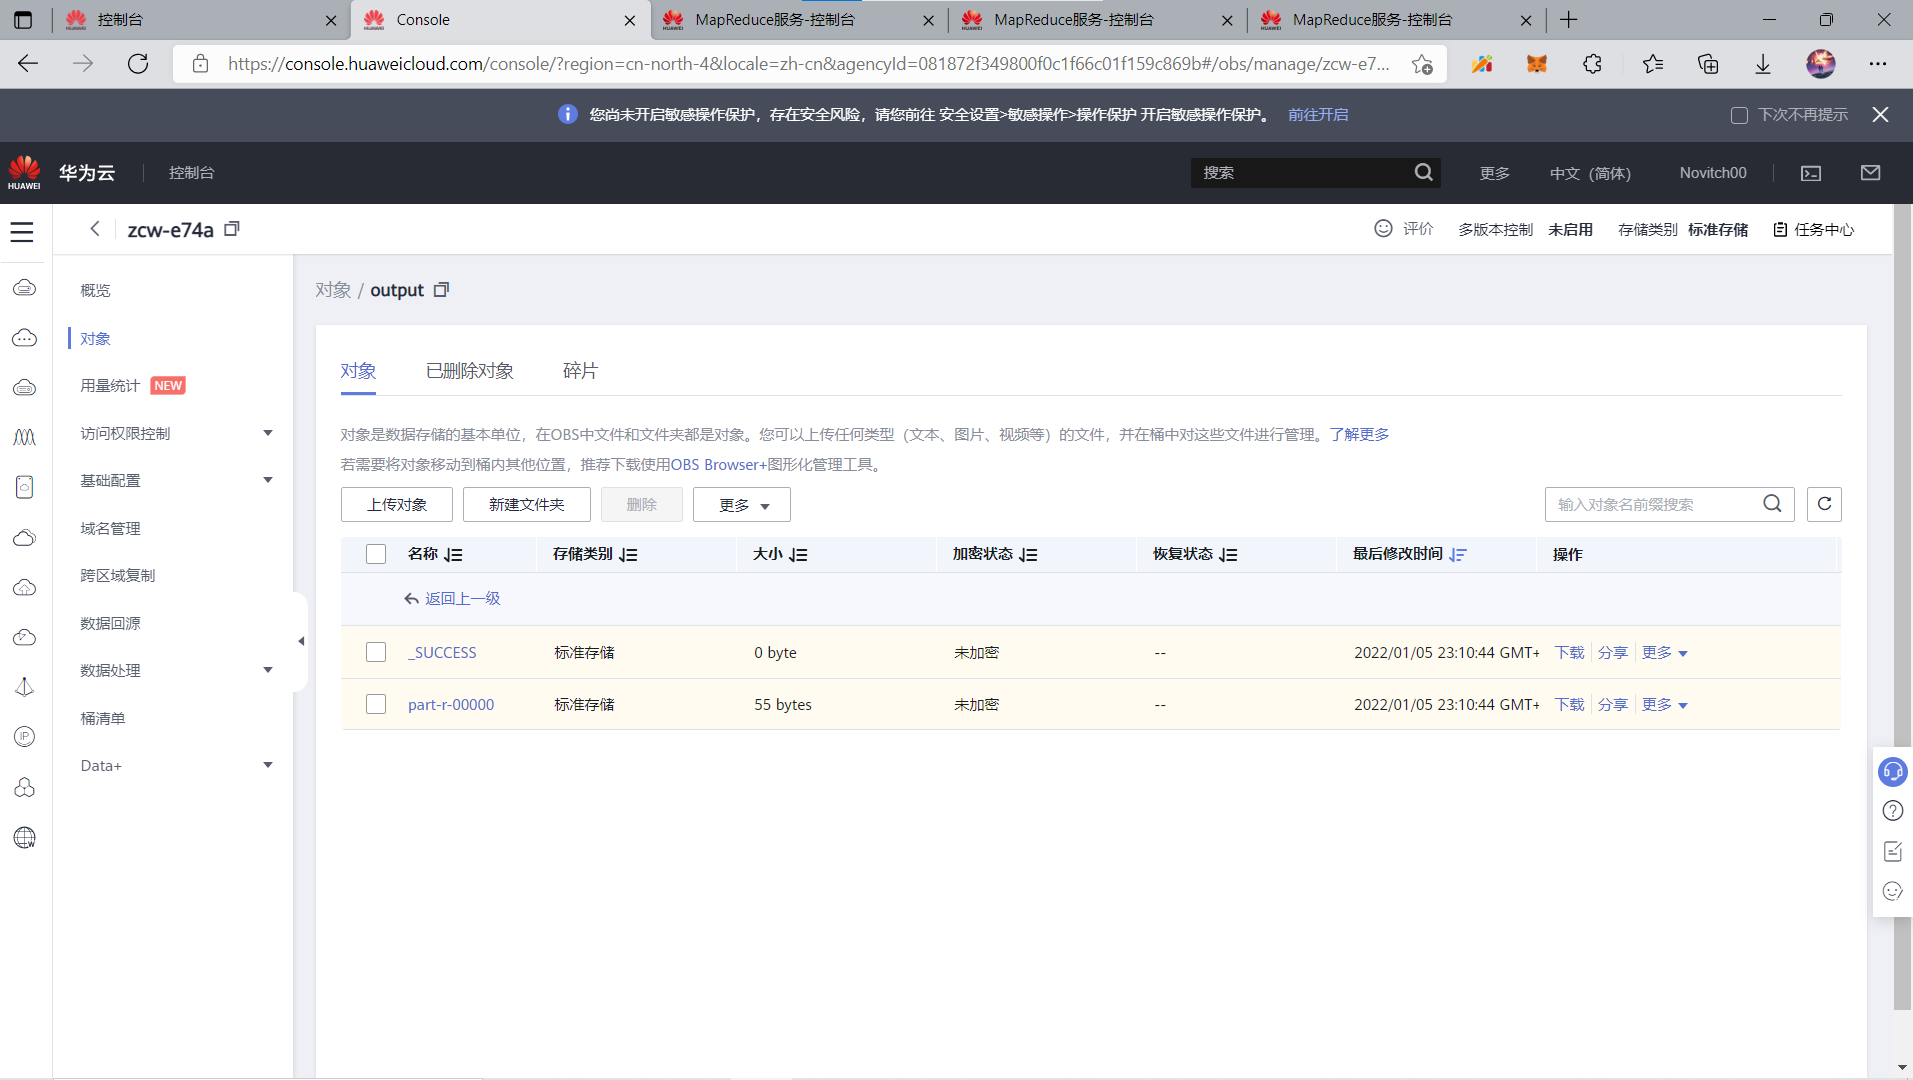 控制台
Console
MapReduce服务-控制台
MapReduce服务-控制台
MapReduce服务-控制台
https://console.huaweicloud.com/console/?region=cn-north-4&locale=zh-cn&agencyId=081872f349800f0c1f66c01f159c869b#/obs/manage/zcw-e7...
您尚未开启敏感操作保护，存在安全风险，请您前往 安全设置>敏感操作>操作保护 开启敏感操作保护。 前往开启
下次不再提示
HUAWEI
华为云
控制台
搜索
更多
中文（简体）
Novitch00
zcw-e74a
评价
多版本控制 未启用
存储类别 标准存储
任务中心
概览
对象
用量统计 NEW
访问权限控制
基础配置
域名管理
跨区域复制
数据回源
数据处理
桶清单
Data+
对象 / output
对象 已删除对象 碎片
对象是数据存储的基本单位，在OBS中文件和文件夹都是对象。您可以上传任何类型（文本、图片、视频等）的文件，并在桶中对这些文件进行管理。了解更多
若需要将对象移动到桶内其他位置，推荐下载使用OBS Browser+图形化管理工具。
上传对象 新建文件夹 删除 更多
输入对象名前缀搜索
名称 存储类别 大小 加密状态 恢复状态 最后修改时间 操作
返回上一级
_SUCCESS 标准存储 0 byte 未加密 -- 2022/01/05 23:10:44 GMT+ 下载 分享 更多
part-r-00000 标准存储 55 bytes 未加密 -- 2022/01/05 23:10:44 GMT+ 下载 分享 更多